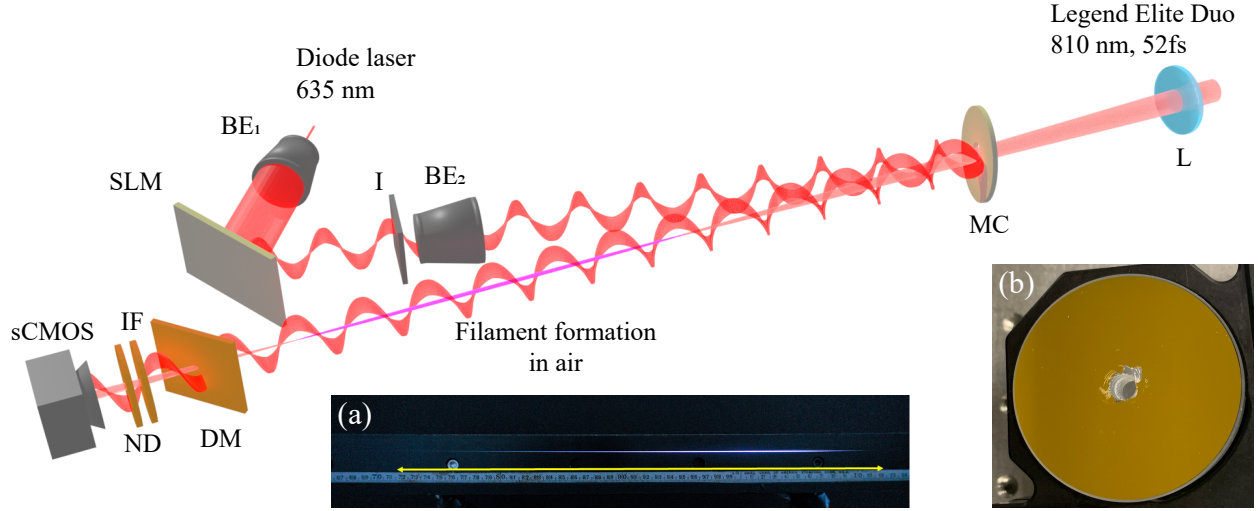 Legend Elite Duo
810 nm, 52fs
Diode laser
635 nm
BE₁
SLM
I
BE₂
L
MC
sCMOS
IF
Filament formation
in air
ND
DM
(a)
(b)